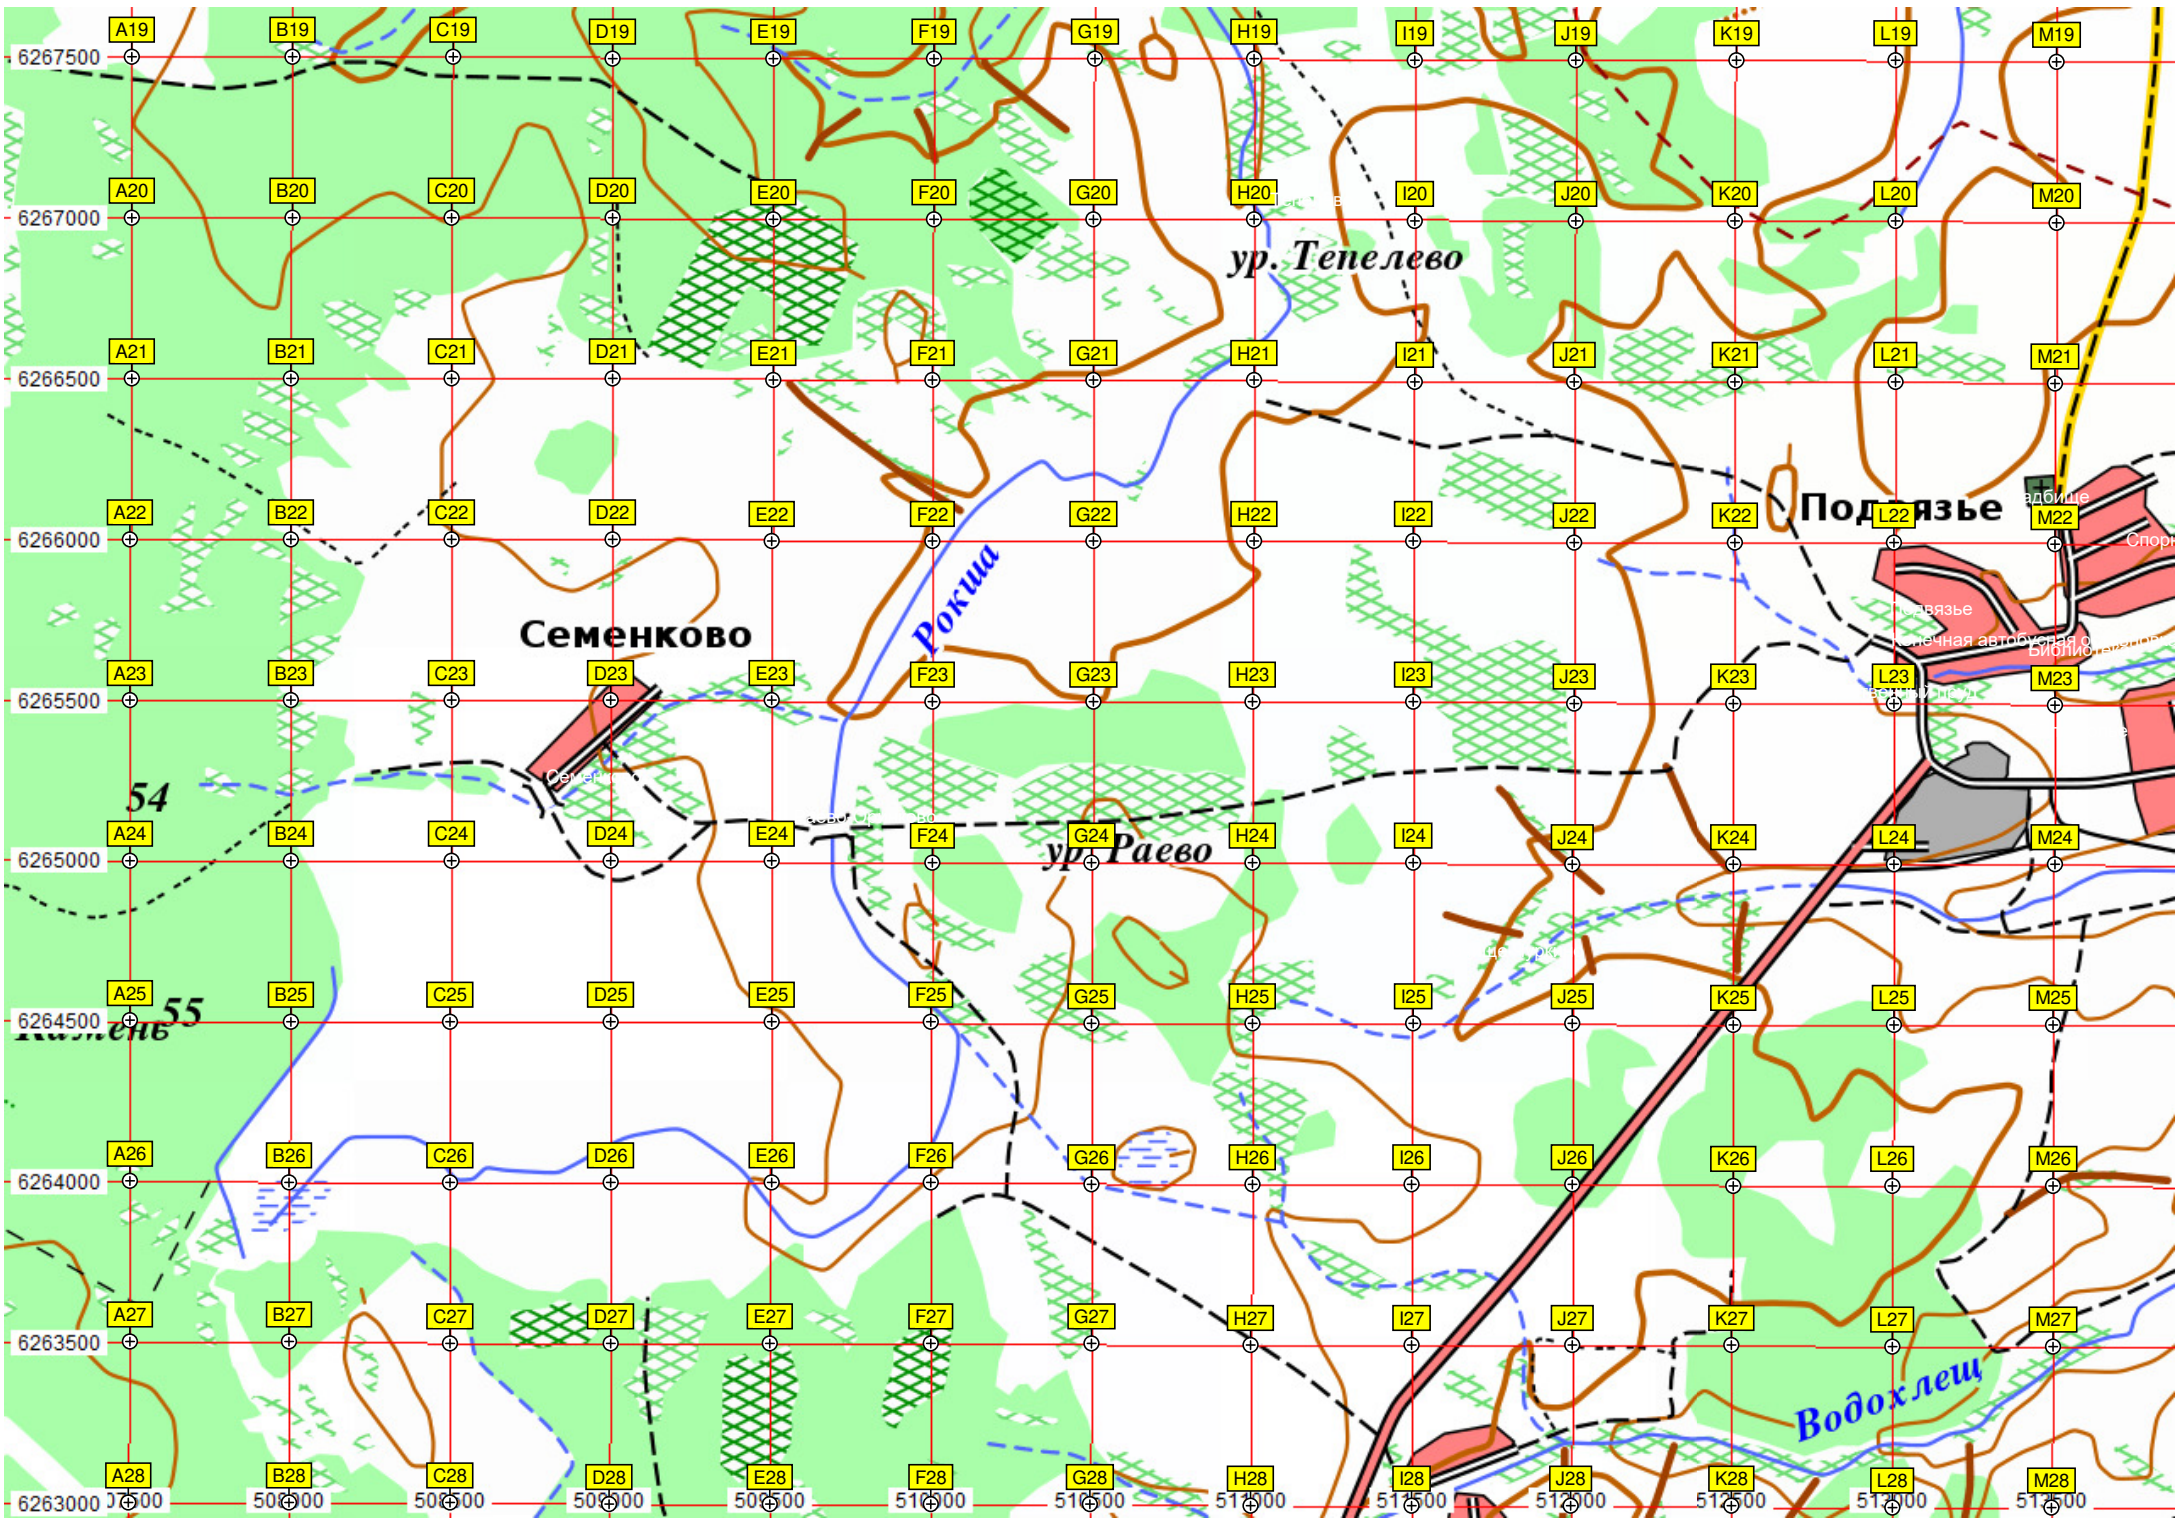 A19 B19 C19 D19 E19 F19 G19 H19 I19 J19 K19 L19 M19
6267500
A20 B20 C20 D20 E20 F20 G20 H20 I20 J20 K20 L20 M20
6267000
ур. Тепелево
A21 B21 C21 D21 E21 F21 G21 H21 I21 J21 K21 L21 M21
6266500
Подвязье
A22 B22 C22 D22 E22 F22 G22 H22 I22 J22 K22 L22 M22
6266000
Рокша
Подвязье
Семенково
A23 B23 C23 D23 E23 F23 G23 H23 I23 J23 K23 L23 M23
6265500
54
A24 B24 C24 D24 E24 F24 G24 H24 I24 J24 K24 L24 M24
6265000
ур. Раево
A25 B25 C25 D25 E25 F25 G25 H25 I25 J25 K25 L25 M25
6264500
Камень 55
A26 B26 C26 D26 E26 F26 G26 H26 I26 J26 K26 L26 M26
6264000
A27 B27 C27 D27 E27 F27 G27 H27 I27 J27 K27 L27 M27
6263500
Водохлещ
A28 B28 C28 D28 E28 F28 G28 H28 I28 J28 K28 L28 M28
6263000